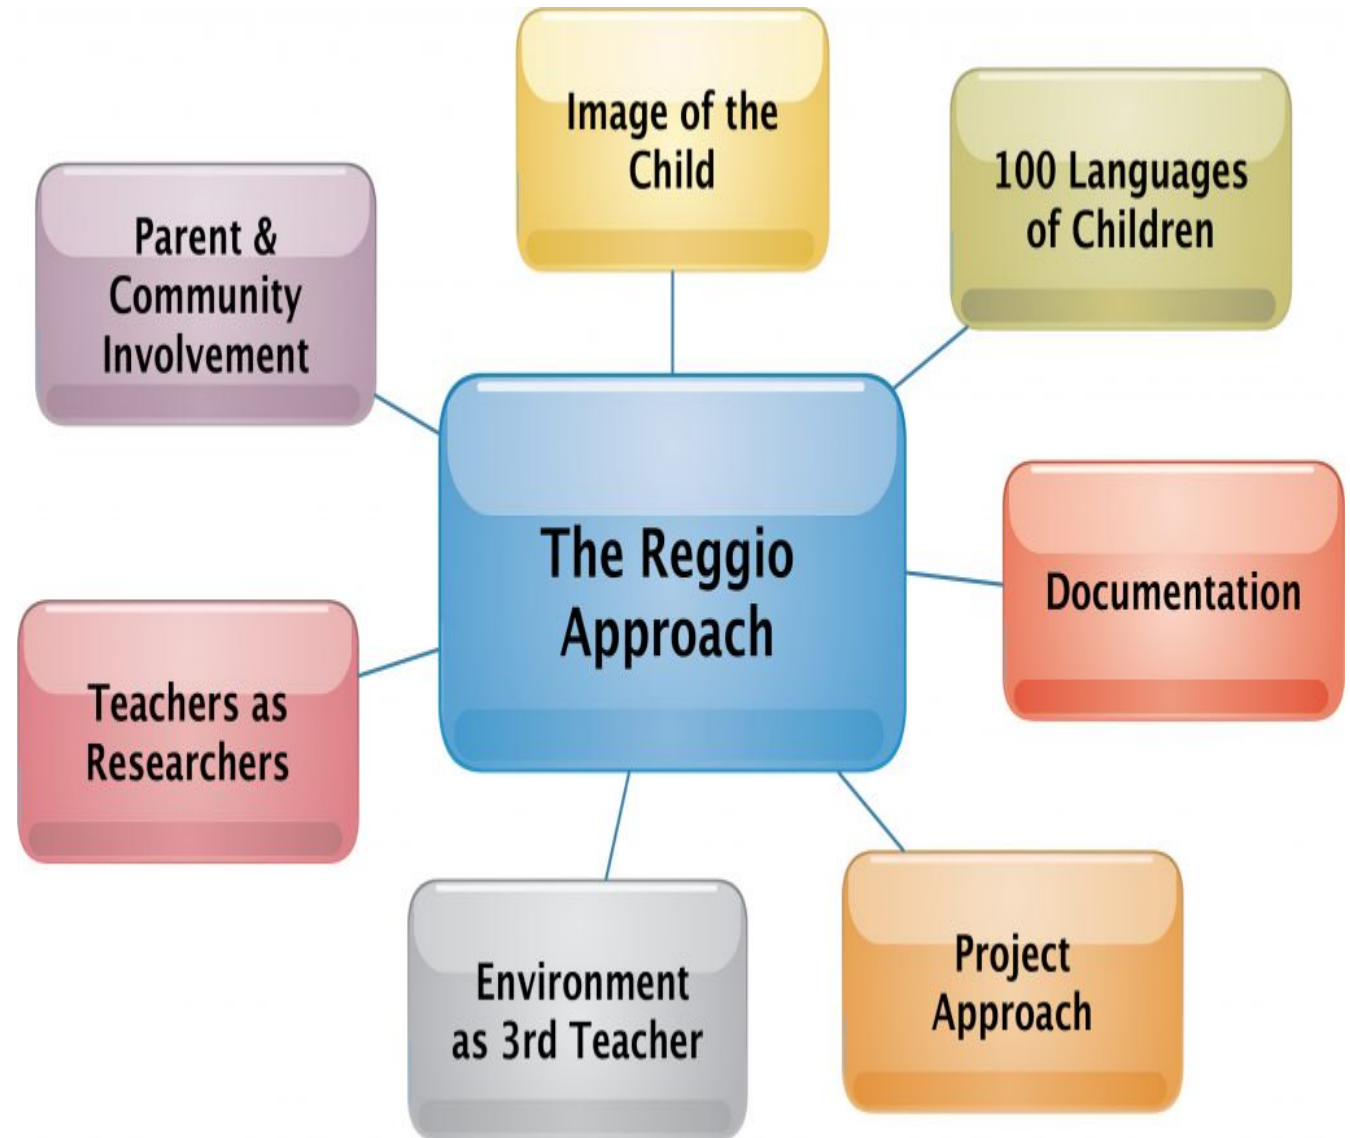 Image of the
Child
100 Languages
of Children
Parent &
Community
Involvement
The Reggio
Approach
Documentation
Teachers as
Researchers
Environment
as 3rd Teacher
Project
Approach